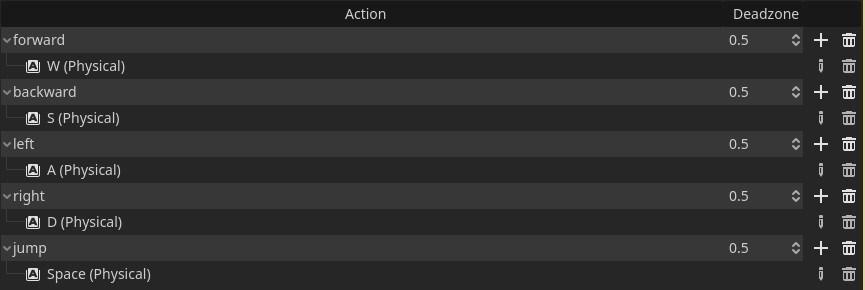 Action Deadzone
forward 0.5
W (Physical)
backward 0.5
S (Physical)
left 0.5
A (Physical)
right 0.5
D (Physical)
jump 0.5
Space (Physical)